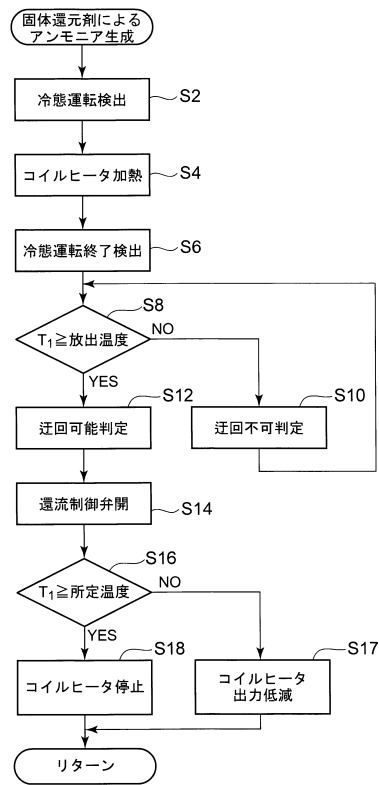 固体還元剤による
アンモニア生成
冷態運転検出
S2
コイルヒータ加熱
S4
冷態運転終了検出
S6
S8
T1≧放出温度
NO
YES
S12
迂回可能判定
S10
迂回不可判定
還流制御弁開
S14
S16
T1≧所定温度
NO
YES
S18
コイルヒータ停止
S17
コイルヒータ
出力低減
リターン